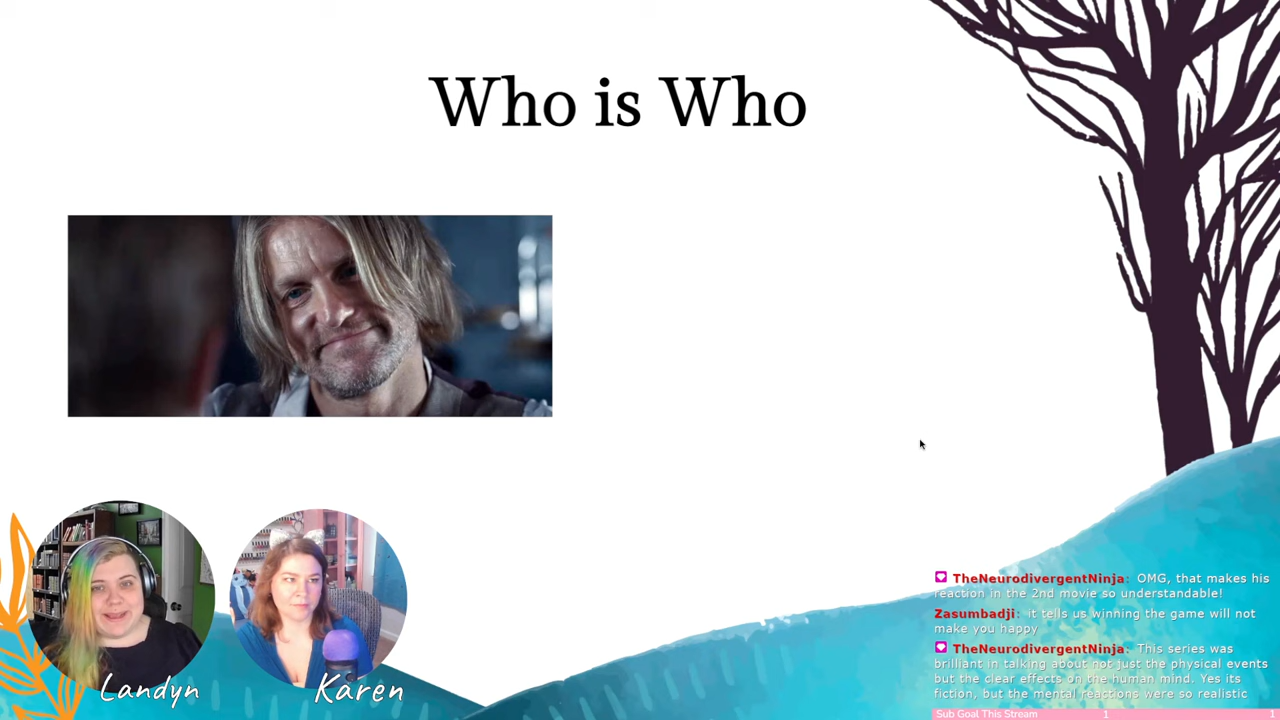 Who is Who
Landyn
Karen
TheNeurodivergentNinja: OMG, that makes his
reaction in the 2nd movie so understandable!
Zasumbadji: it tells us winning the game will not
make you happy
TheNeurodivergentNinja: This series was
brilliant in talking about not just the physical events
but the clear effects on the human mind. Yes its
fiction, but the mental reactions were so realistic
Sub Goal This Stream 1 1